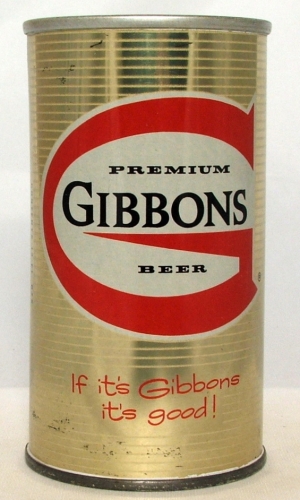 PREMIUM
GIBBONS
BEER
®
If it's Gibbons
it's good!